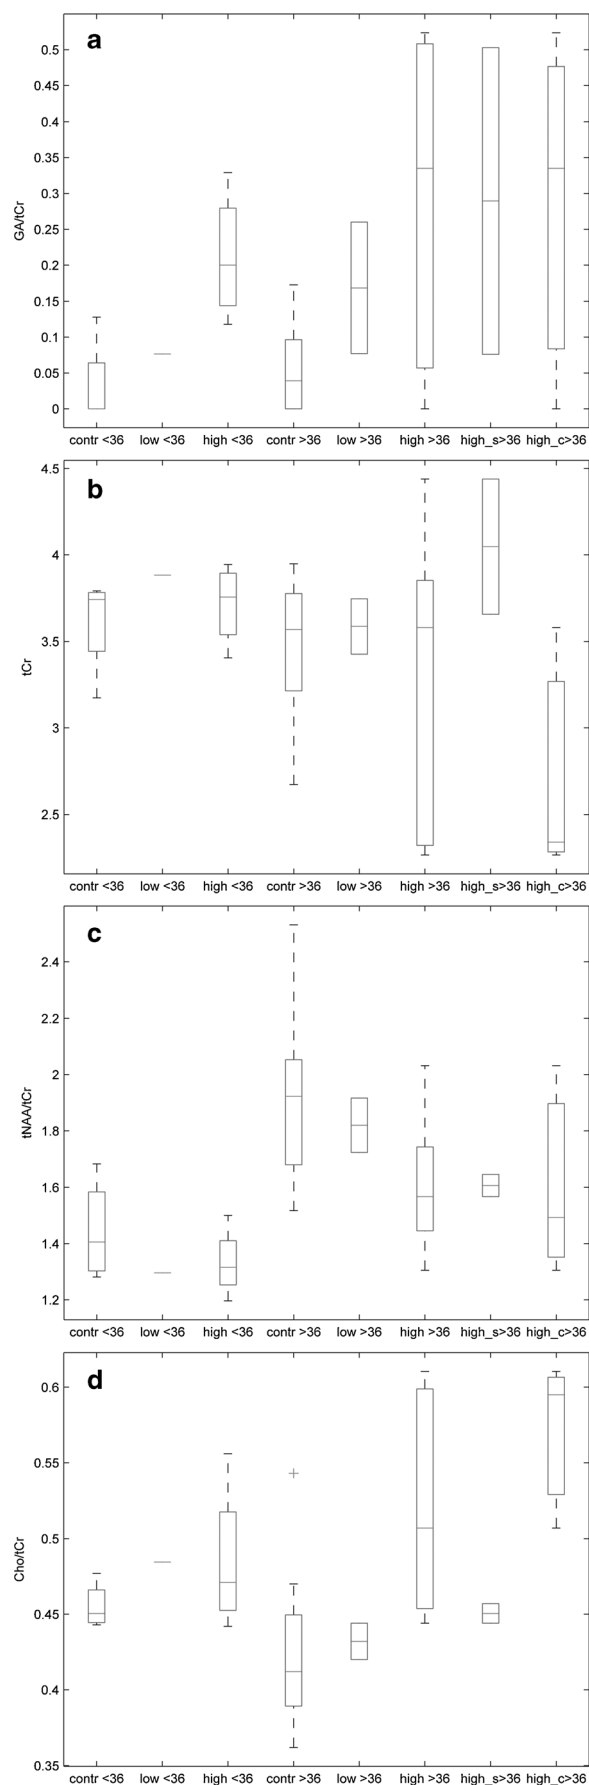 a
0.5
0.45
0.4
0.35
0.3
0.25
0.2
0.15
0.1
0.05
0
GA/tCr
contr <36 low <36 high <36 contr >36 low >36 high >36 high_s>36 high_c>36
b
4.5
4
3.5
3
2.5
tCr
contr <36 low <36 high <36 contr >36 low >36 high >36 high_s>36 high_c>36
c
2.4
2.2
2
1.8
1.6
1.4
1.2
tNAA/tCr
contr <36 low <36 high <36 contr >36 low >36 high >36 high_s>36 high_c>36
d
0.6
0.55
0.5
0.45
0.4
0.35
Cho/tCr
contr <36 low <36 high <36 contr >36 low >36 high >36 high_s>36 high_c>36